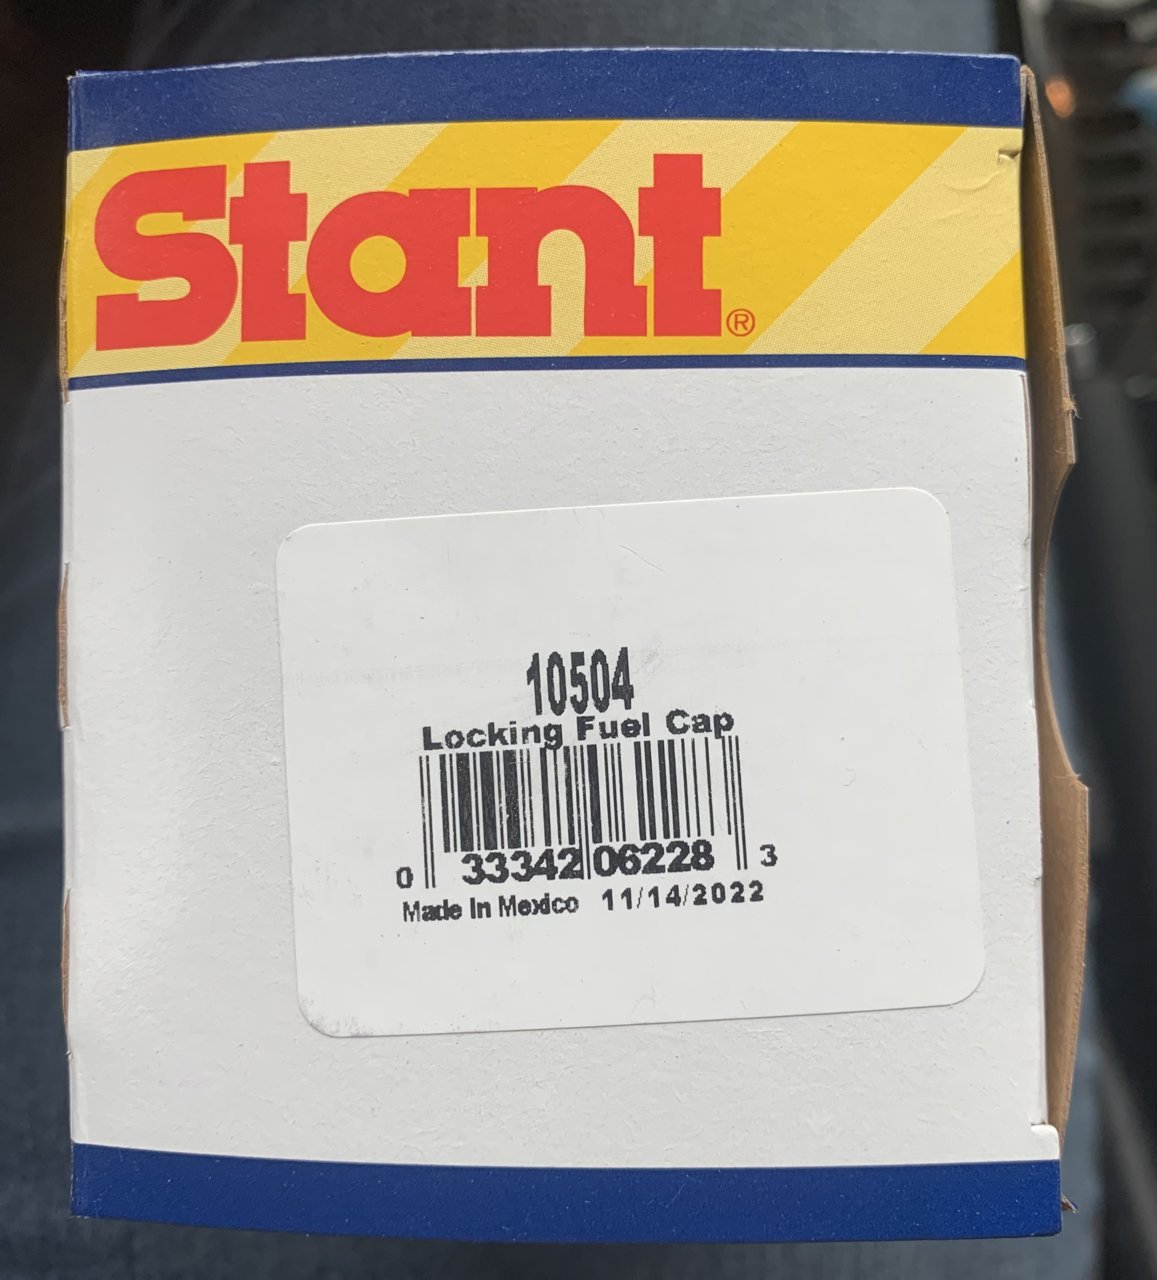 Stant®
10504
Locking Fuel Cap
0 33342 06228 3
Made In Mexico 11/14/2022